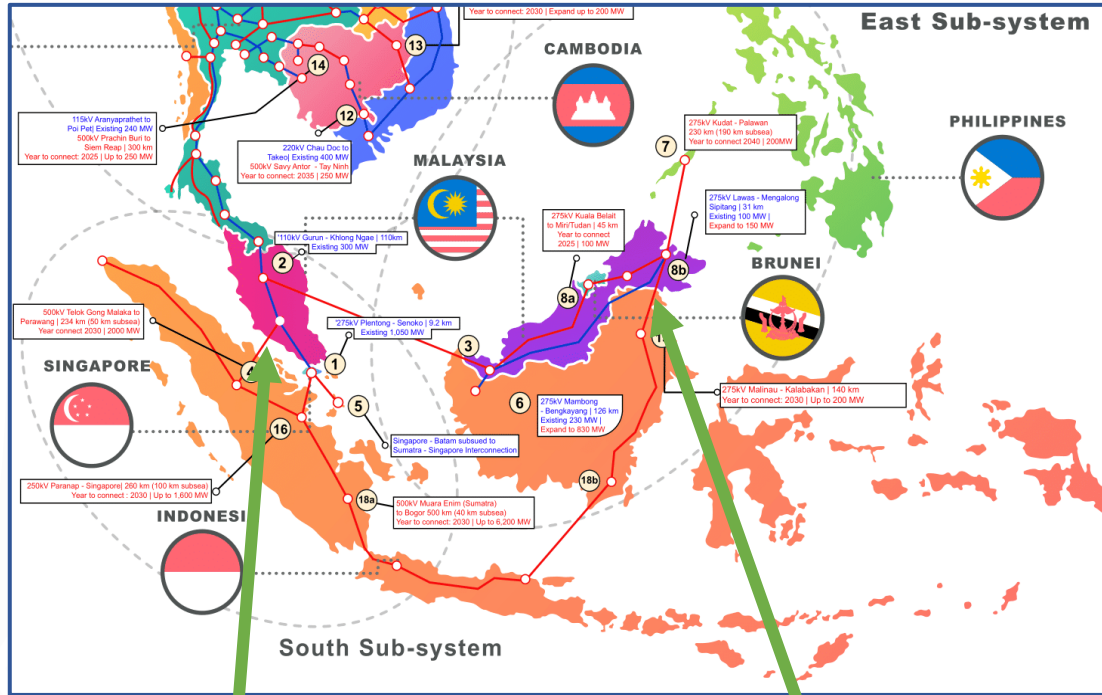 Year to connect: 2030 | Expand up to 200 MW
East Sub-system
13
CAMBODIA
14
115kV Aranyaprathet to
Poi Pet| Existing 240 MW
500kV Prachin Buri to
Siem Reap | 300 km
Year to connect: 2025 | Up to 250 MW
12
220kV Chau Doc to
Takeo| Existing 400 MW
500kV Savy Antor - Tay Ninh
Year to connect: 2035 | 250 MW
275kV Kudat - Palawan
230 km (190 km subsea)
Year to connect 2040 | 200MW
PHILIPPINES
7
MALAYSIA
275kV Lawas - Mengalong
Sipitang | 31 km
Existing 100 MW |
Expand to 150 MW
275kV Kuala Belait
to Miri/Tudan | 45 km
Year to connect
2025 | 100 MW
'110kV Gurun - Khlong Ngae | 110km
Existing 300 MW
2
8b
BRUNEI
8a
500kV Telok Gong Malaka to
Perawang | 234 km (50 km subsea)
Year connect 2030 | 2000 MW
'275kV Plentong - Senoko | 9.2 km
Existing 1,050 MW
3
SINGAPORE
4
1
275kV Malinau - Kalabakan | 140 km
Year to connect: 2030 | Up to 200 MW
5
6
275kV Mambong
- Bengkayang | 126 km
Existing 230 MW |
Expand to 830 MW
16
Singapore - Batam subsued to
Sumatra - Singapore Interconnection
250kV Paranap - Singapore| 260 km (100 km subsea)
Year to connect : 2030 | Up to 1,600 MW
18b
18a
500kV Muara Enim (Sumatra)
to Bogor 500 km (40 km subsea)
Year to connect: 2030 | Up to 6,200 MW
INDONESI
South Sub-system